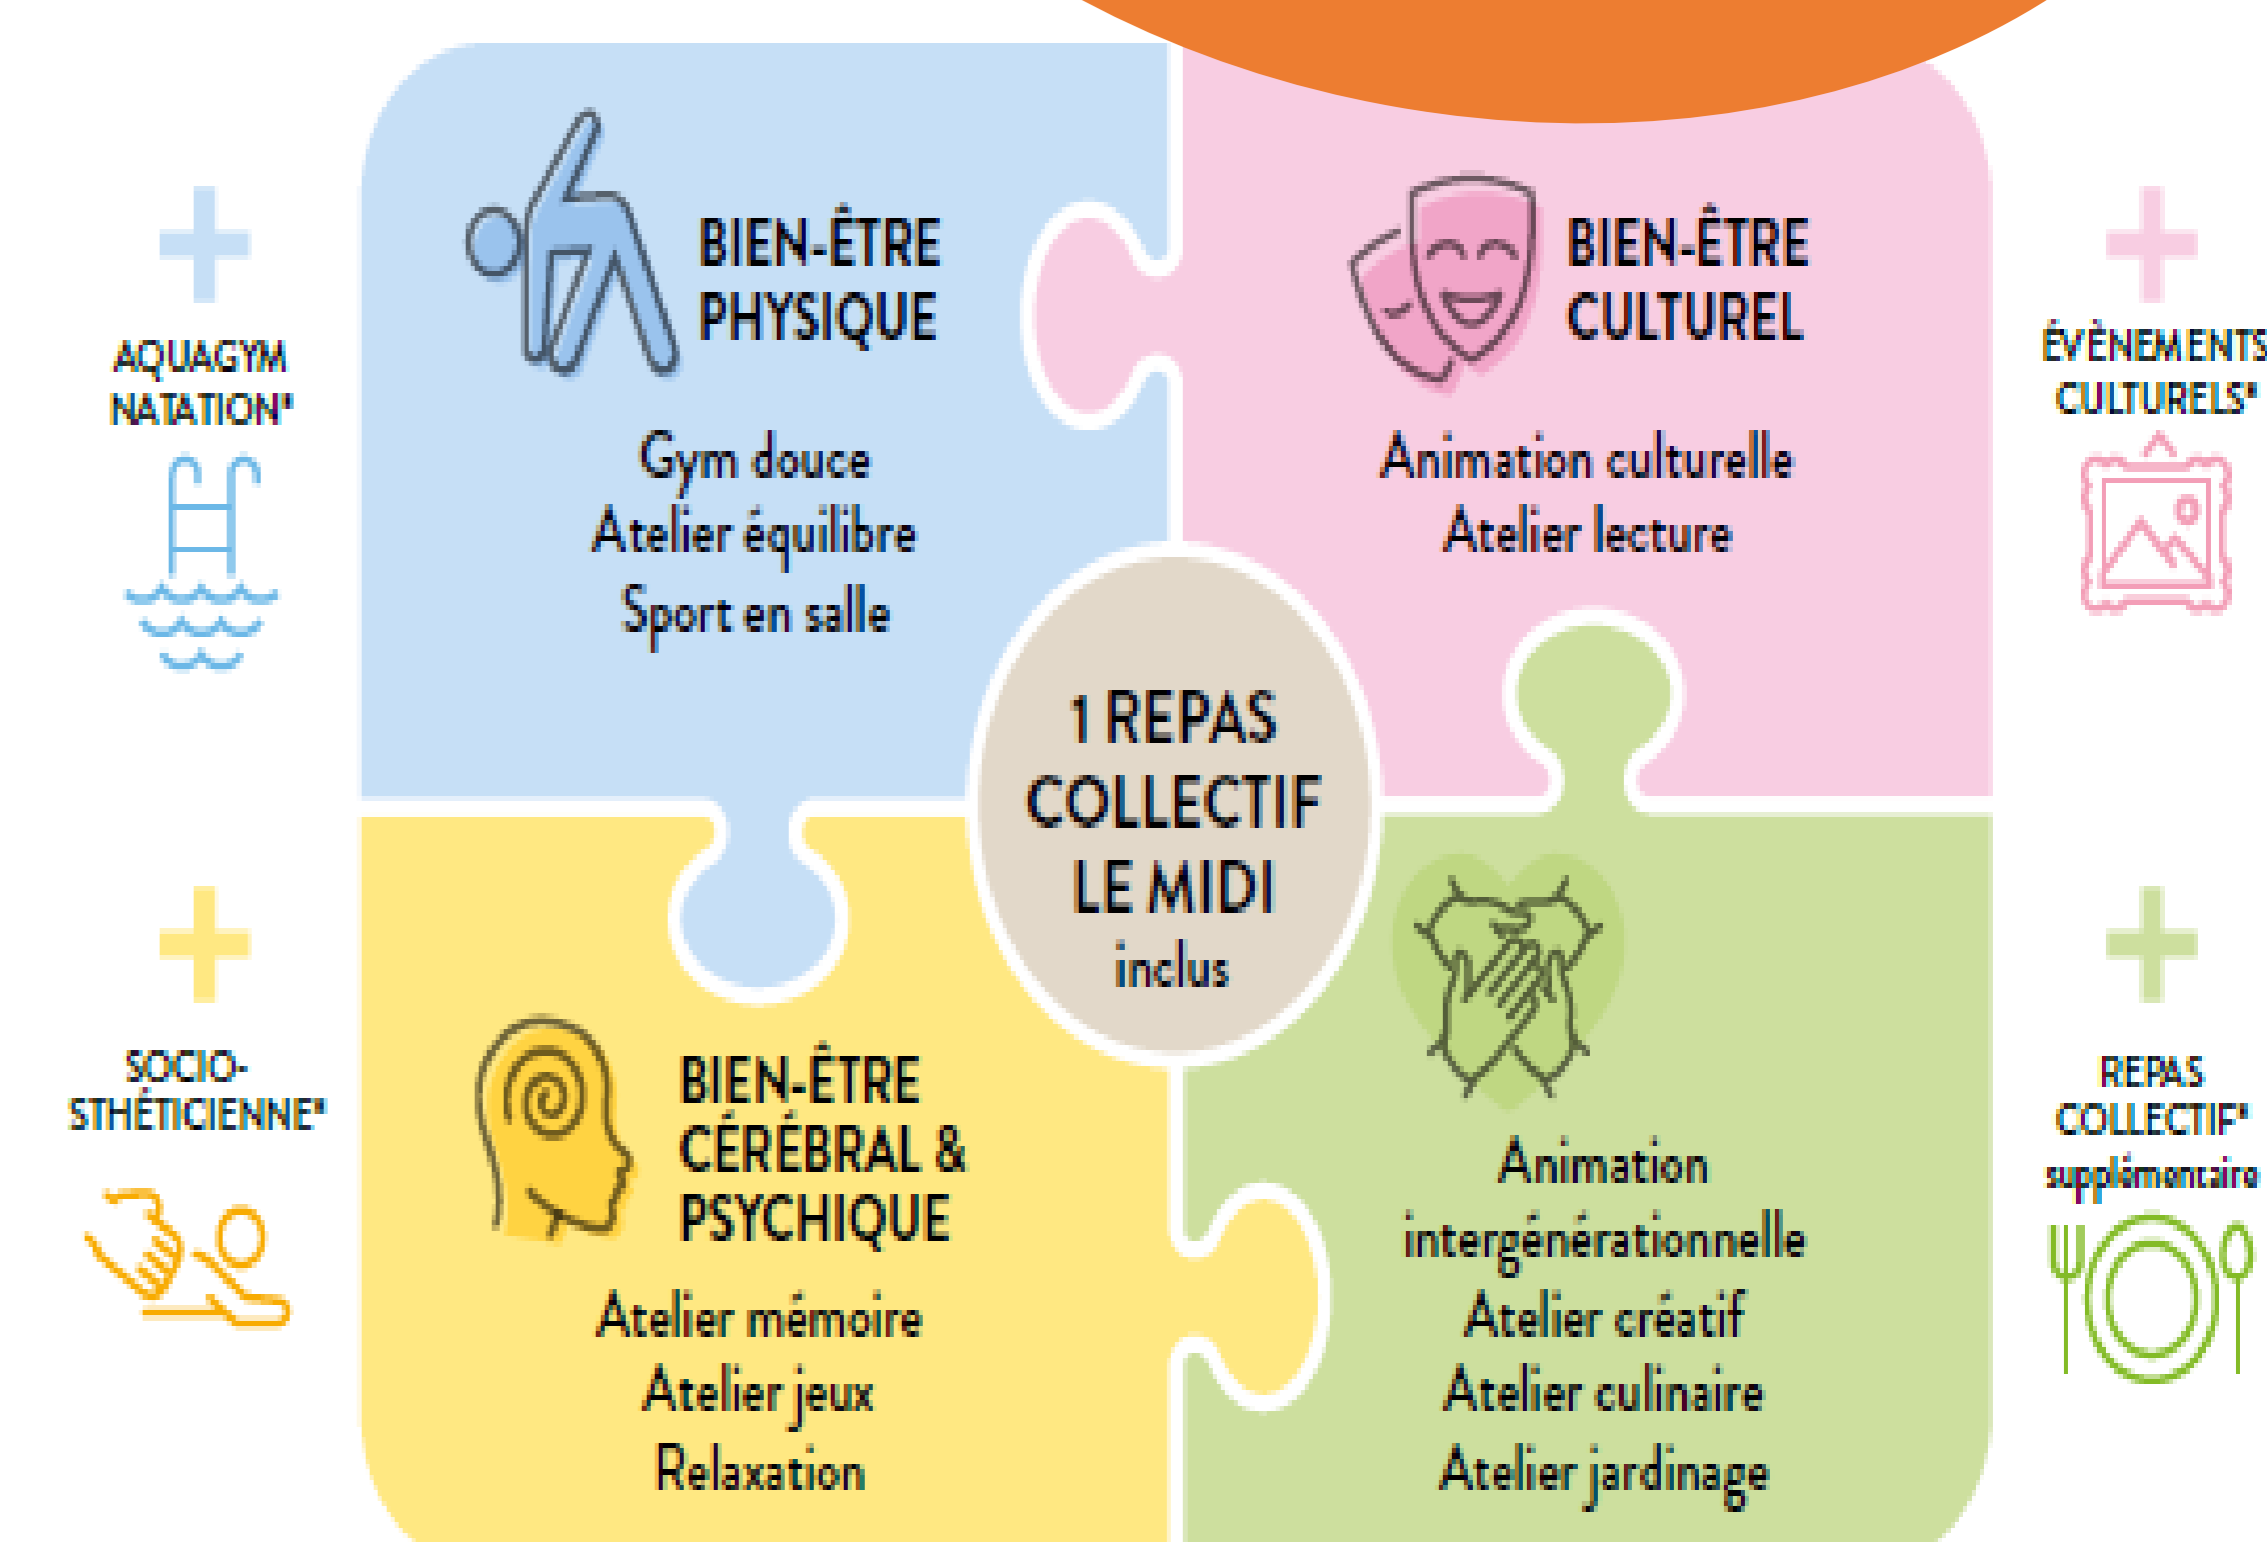 BIEN-ÊTRE
PHYSIQUE
Gym douce
Atelier équilibre
Sport en salle
BIEN-ÊTRE
CULTUREL
Animation culturelle
Atelier lecture
AQUAGYM
NATATION*
ÉVÈNEMENTS
CULTURELS*
1 REPAS
COLLECTIF
LE MIDI
inclus
SOCIO-
STHÉTICIENNE*
BIEN-ÊTRE
CÉRÉBRAL &
PSYCHIQUE
Atelier mémoire
Atelier jeux
Relaxation
Animation
intergénérationnelle
Atelier créatif
Atelier culinaire
Atelier jardinage
REPAS
COLLECTIF*
supplémentaire